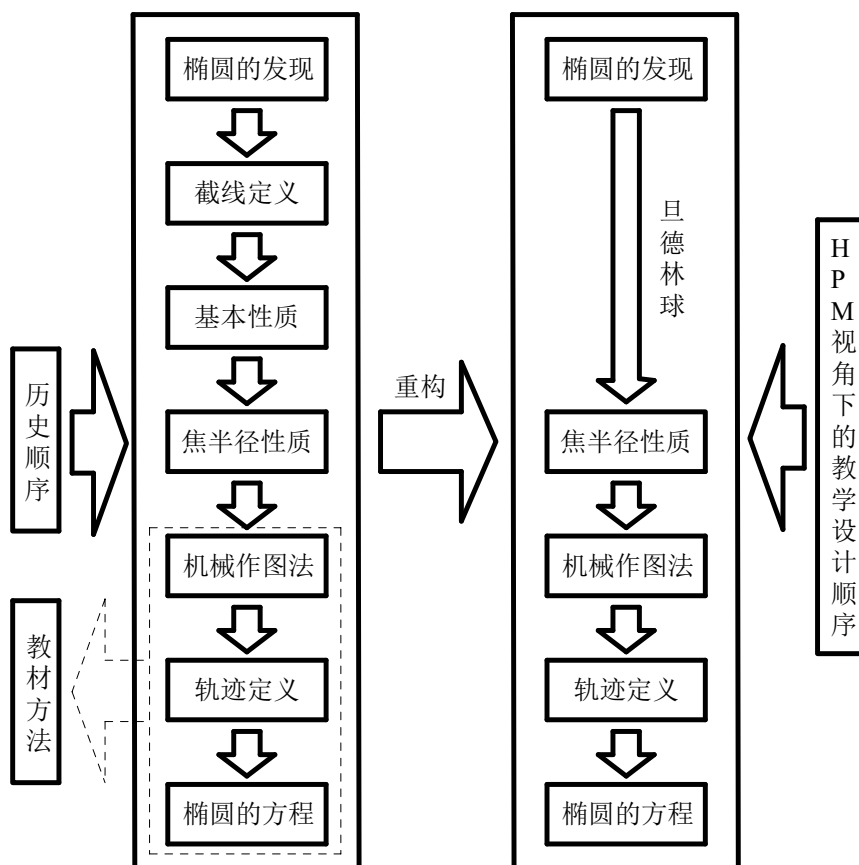 椭圆的发现
截线定义
基本性质
焦半径性质
机械作图法
轨迹定义
椭圆的方程
历史顺序
教材方法
重构
椭圆的发现
旦德林球
焦半径性质
机械作图法
轨迹定义
椭圆的方程
HPM视角下的教学设计顺序